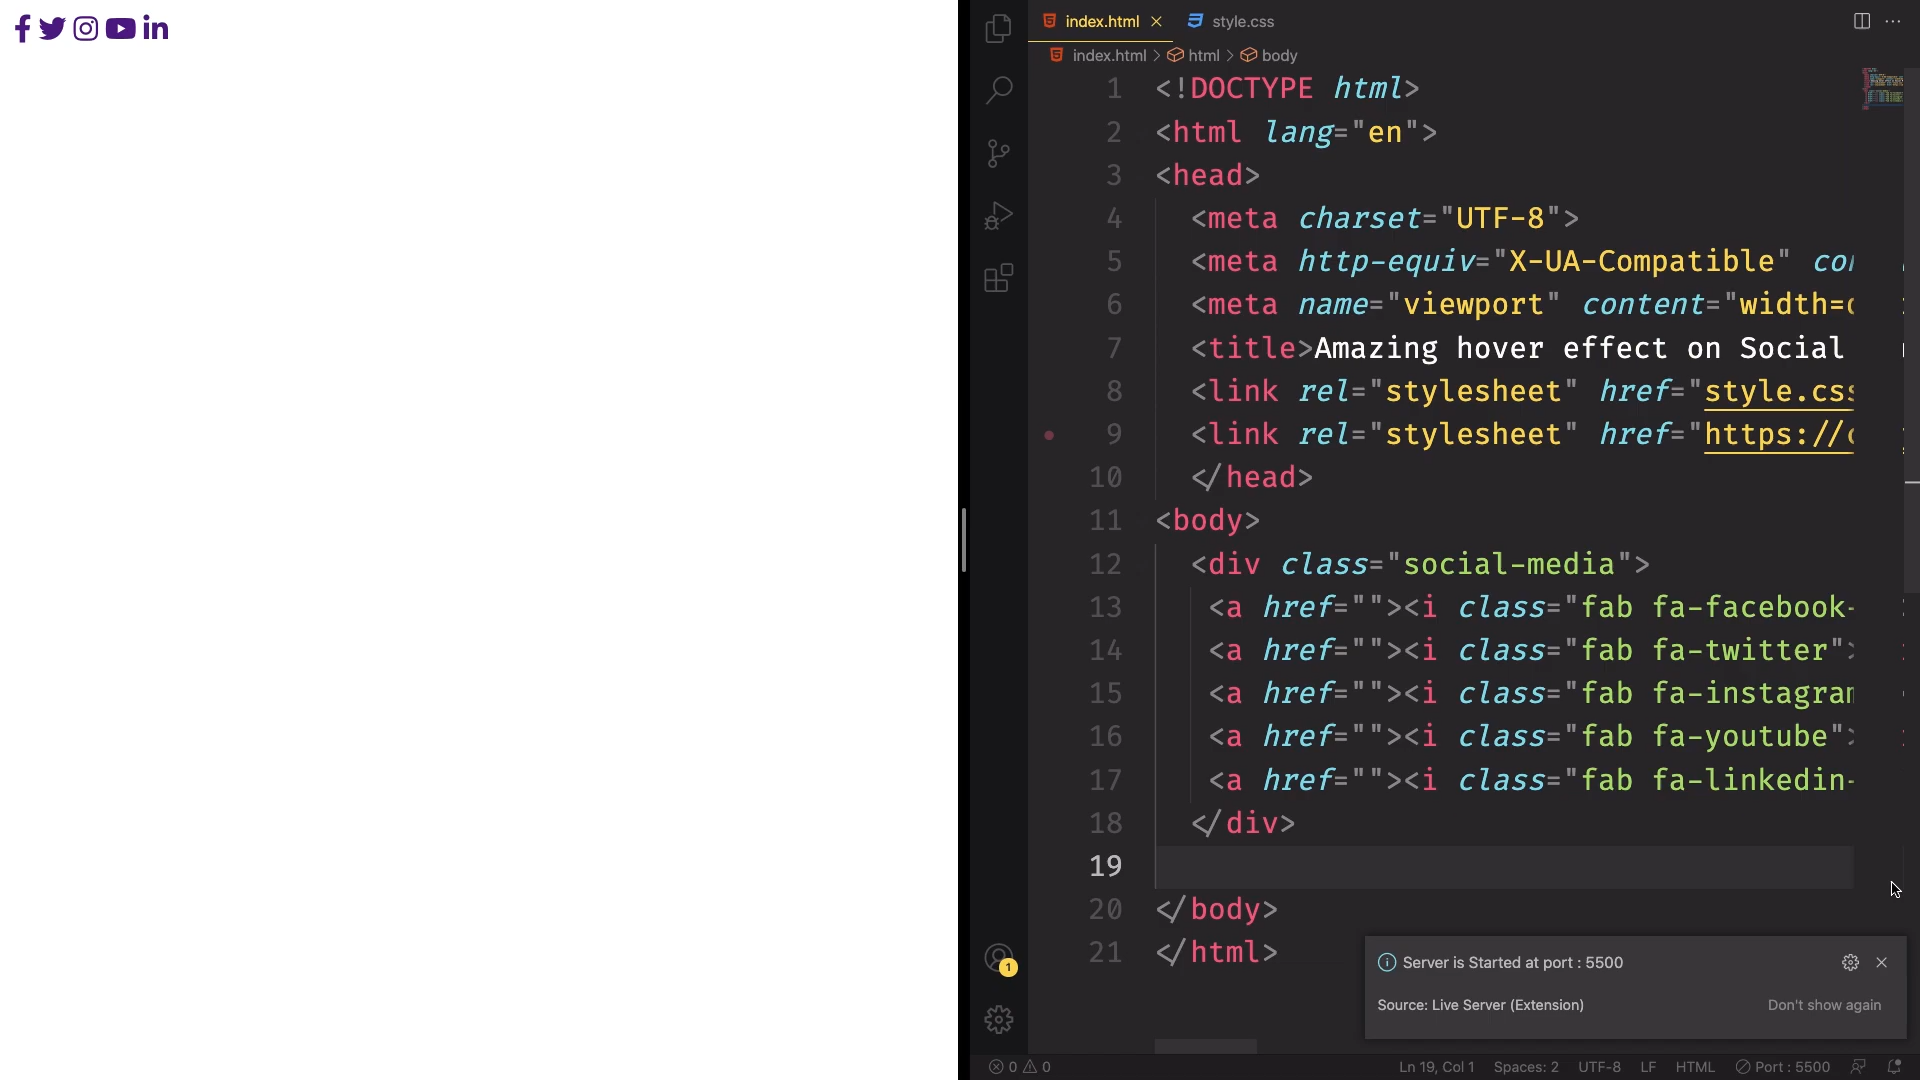 index.html
style.css
index.html > html > body
1 <!DOCTYPE html>
2 <html lang="en">
3 <head>
4 <meta charset="UTF-8">
5 <meta http-equiv="X-UA-Compatible"
6 <meta name="viewport" content="width=
7 <title>Amazing hover effect on Social
8 <link rel="stylesheet" href="style.css
9 <link rel="stylesheet" href="https://
10 </head>
11 <body>
12 <div class="social-media">
13 <a href=""><i class="fab fa-facebook-
14 <a href=""><i class="fab fa-twitter">
15 <a href=""><i class="fab fa-instagram
16 <a href=""><i class="fab fa-youtube">
17 <a href=""><i class="fab fa-linkedin-
18 </div>
19
20 </body>
21 </html>
1
Server is Started at port : 5500
Source: Live Server (Extension)
Don't show again
0 0
Ln 19, Col 1
Spaces: 2
UTF-8
LF
HTML
Port : 5500